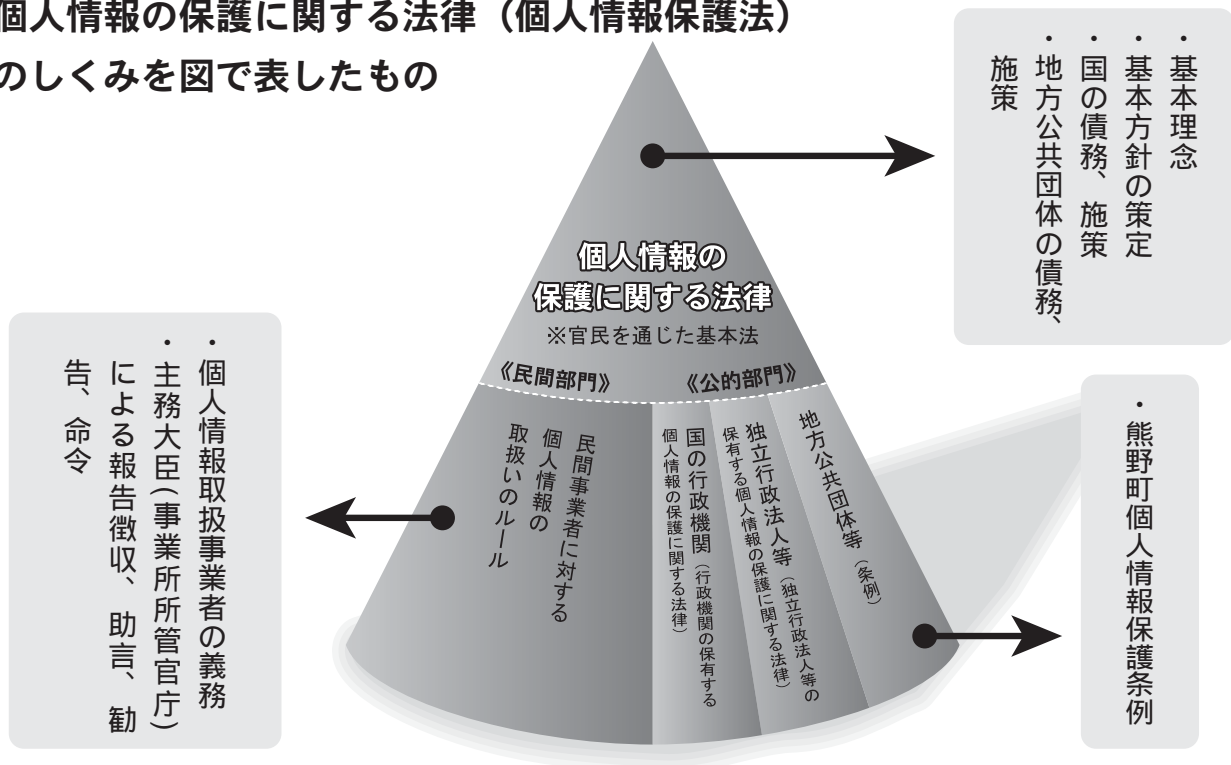 個人情報の保護に関する法律（個人情報保護法）
のしくみを図で表したもの
・基本理念
・基本方針の策定
・国の債務、施策
・地方公共団体の債務、
施策
個人情報の
保護に関する法律
※官民を通じた基本法
《民間部門》
《公的部門》
民間事業者に対する
個人情報の
取扱いのルール
国の行政機関（行政機関の保有する
個人情報の保護に関する法律）
独立行政法人等（独立行政法人等の
保有する個人情報の保護に関する法律）
地方公共団体等（条例）
・個人情報取扱事業者の義務
・主務大臣(事業所所管官庁)
による報告徴収、助言、勧
告、命令
・熊野町個人情報保護条例